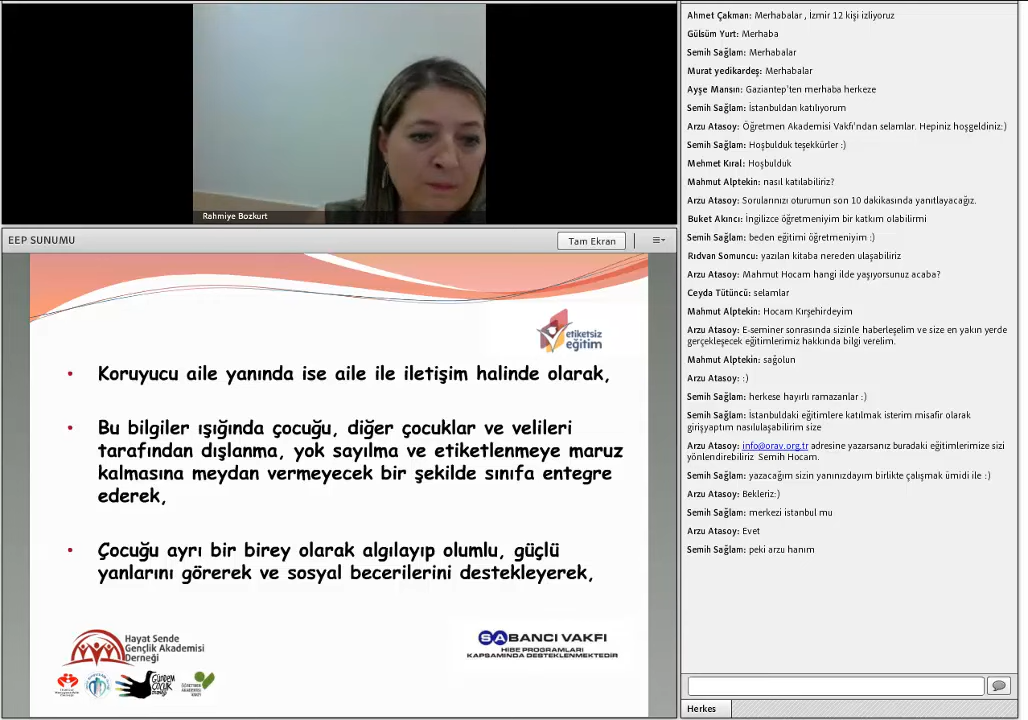 Rahmiye Bozkurt
EEP SUNUMU
Tam Ekran
etiketsiz
eğitim
• Koruyucu aile yanında ise aile ile iletişim halinde olarak,
• Bu bilgiler ışığında çocuğu, diğer çocuklar ve velileri
tarafından dışlanma, yok sayılma ve etiketlenmeye maruz
kalmasına meydan vermeyecek bir şekilde sınıfa entegre
ederek,
• Çocuğu ayrı bir birey olarak algılayıp olumlu, güçlü
yanlarını görerek ve sosyal becerilerini destekleyerek,
Hayat Sende
Gençlik Akademisi
Derneği
GÜNDEM
ÇOCUK
SABANCI VAKFI
HİBE PROGRAMLARI
KAPSAMINDA DESTEKLENMEKTEDİR
Ahmet Çakman: Merhabalar , İzmir 12 kişi izliyoruz
Gülsüm Yurt: Merhaba
Semih Sağlam: Merhabalar
Murat yedikardeş: Merhabalar
Ayşe Mansın: Gaziantep'ten merhaba herkeze
Semih Sağlam: İstanbuldan katılıyorum
Arzu Atasoy: Öğretmen Akademisi Vakfı'ndan selamlar. Hepiniz hoşgeldiniz:)
Semih Sağlam: Hoşbulduk teşekkürler :)
Mehmet Kıral: Hoşbulduk
Mahmut Alptekin: nasıl katılabiliriz?
Arzu Atasoy: Sorularınızı oturumun son 10 dakikasında yanıtlayacağız.
Buket Akıncı: İngilizce öğretmeniyim bir katkım olabilirmi
Semih Sağlam: beden eğitimi öğretmeniyim :)
Rıdvan Somuncu: yazılan kitaba nereden ulaşabiliriz
Arzu Atasoy: Mahmut Hocam hangi ilde yaşıyorsunuz acaba?
Ceyda Tütüncü: selamlar
Mahmut Alptekin: Hocam Kırşehirdeyim
Arzu Atasoy: E-seminer sonrasında sizinle haberleşelim ve size en yakın yerde
gerçekleşecek eğitimlerimiz hakkında bilgi verelim.
Mahmut Alptekin: sağolun
Arzu Atasoy: :)
Semih Sağlam: herkese hayırlı ramazanlar :)
Semih Sağlam: İstanbuldaki eğitimlere katılmak isterim misafir olarak
girişyaptım nasılulaşabilirim size
Arzu Atasoy: info@orav.org.tr adresine yazarsanız buradaki eğitimlerimize sizi
yönlendirebiliriz Semih Hocam.
Semih Sağlam: yazacağım sizin yanınızdayım birlikte çalışmak ümidi ile :)
Arzu Atasoy: Bekleriz:)
Semih Sağlam: merkezi istanbul mu
Arzu Atasoy: Evet
Semih Sağlam: peki arzu hanım
Herkes